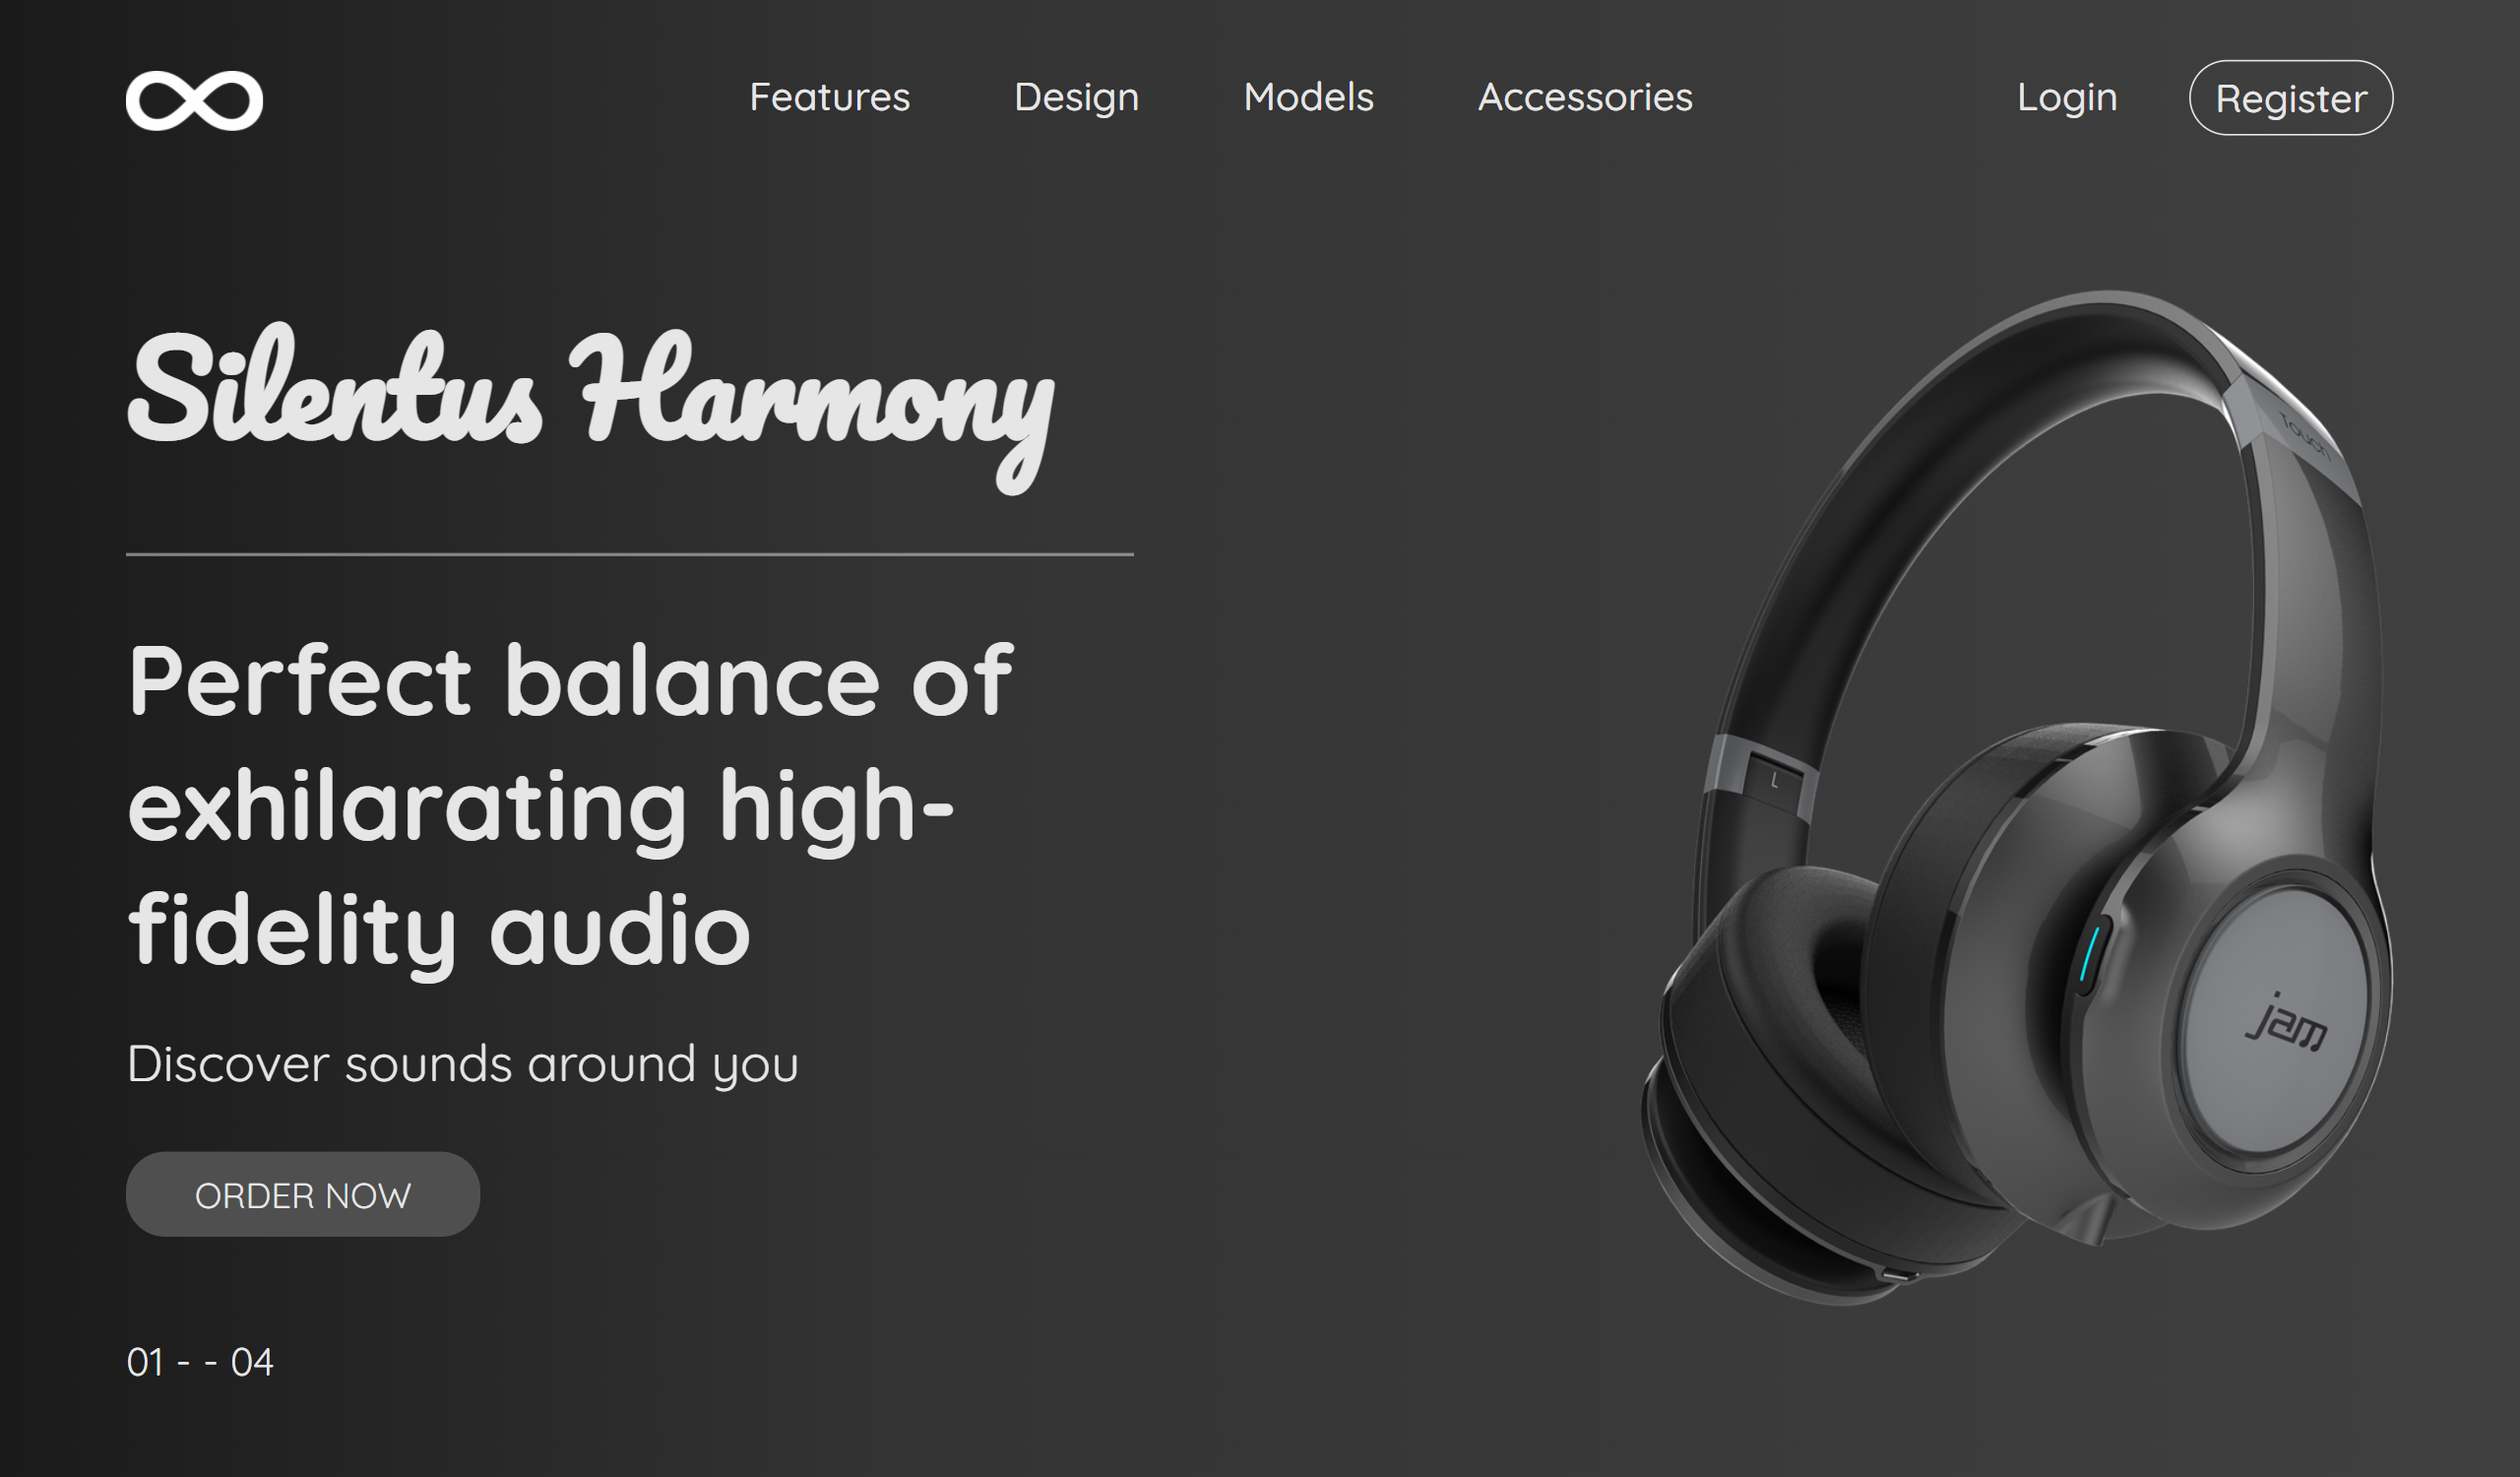 Features Design Models Accessories Login Register
Silentus Harmony
Perfect balance of
exhilarating high-
fidelity audio
Discover sounds around you
ORDER NOW
01 - - 04
Touch
L
jam